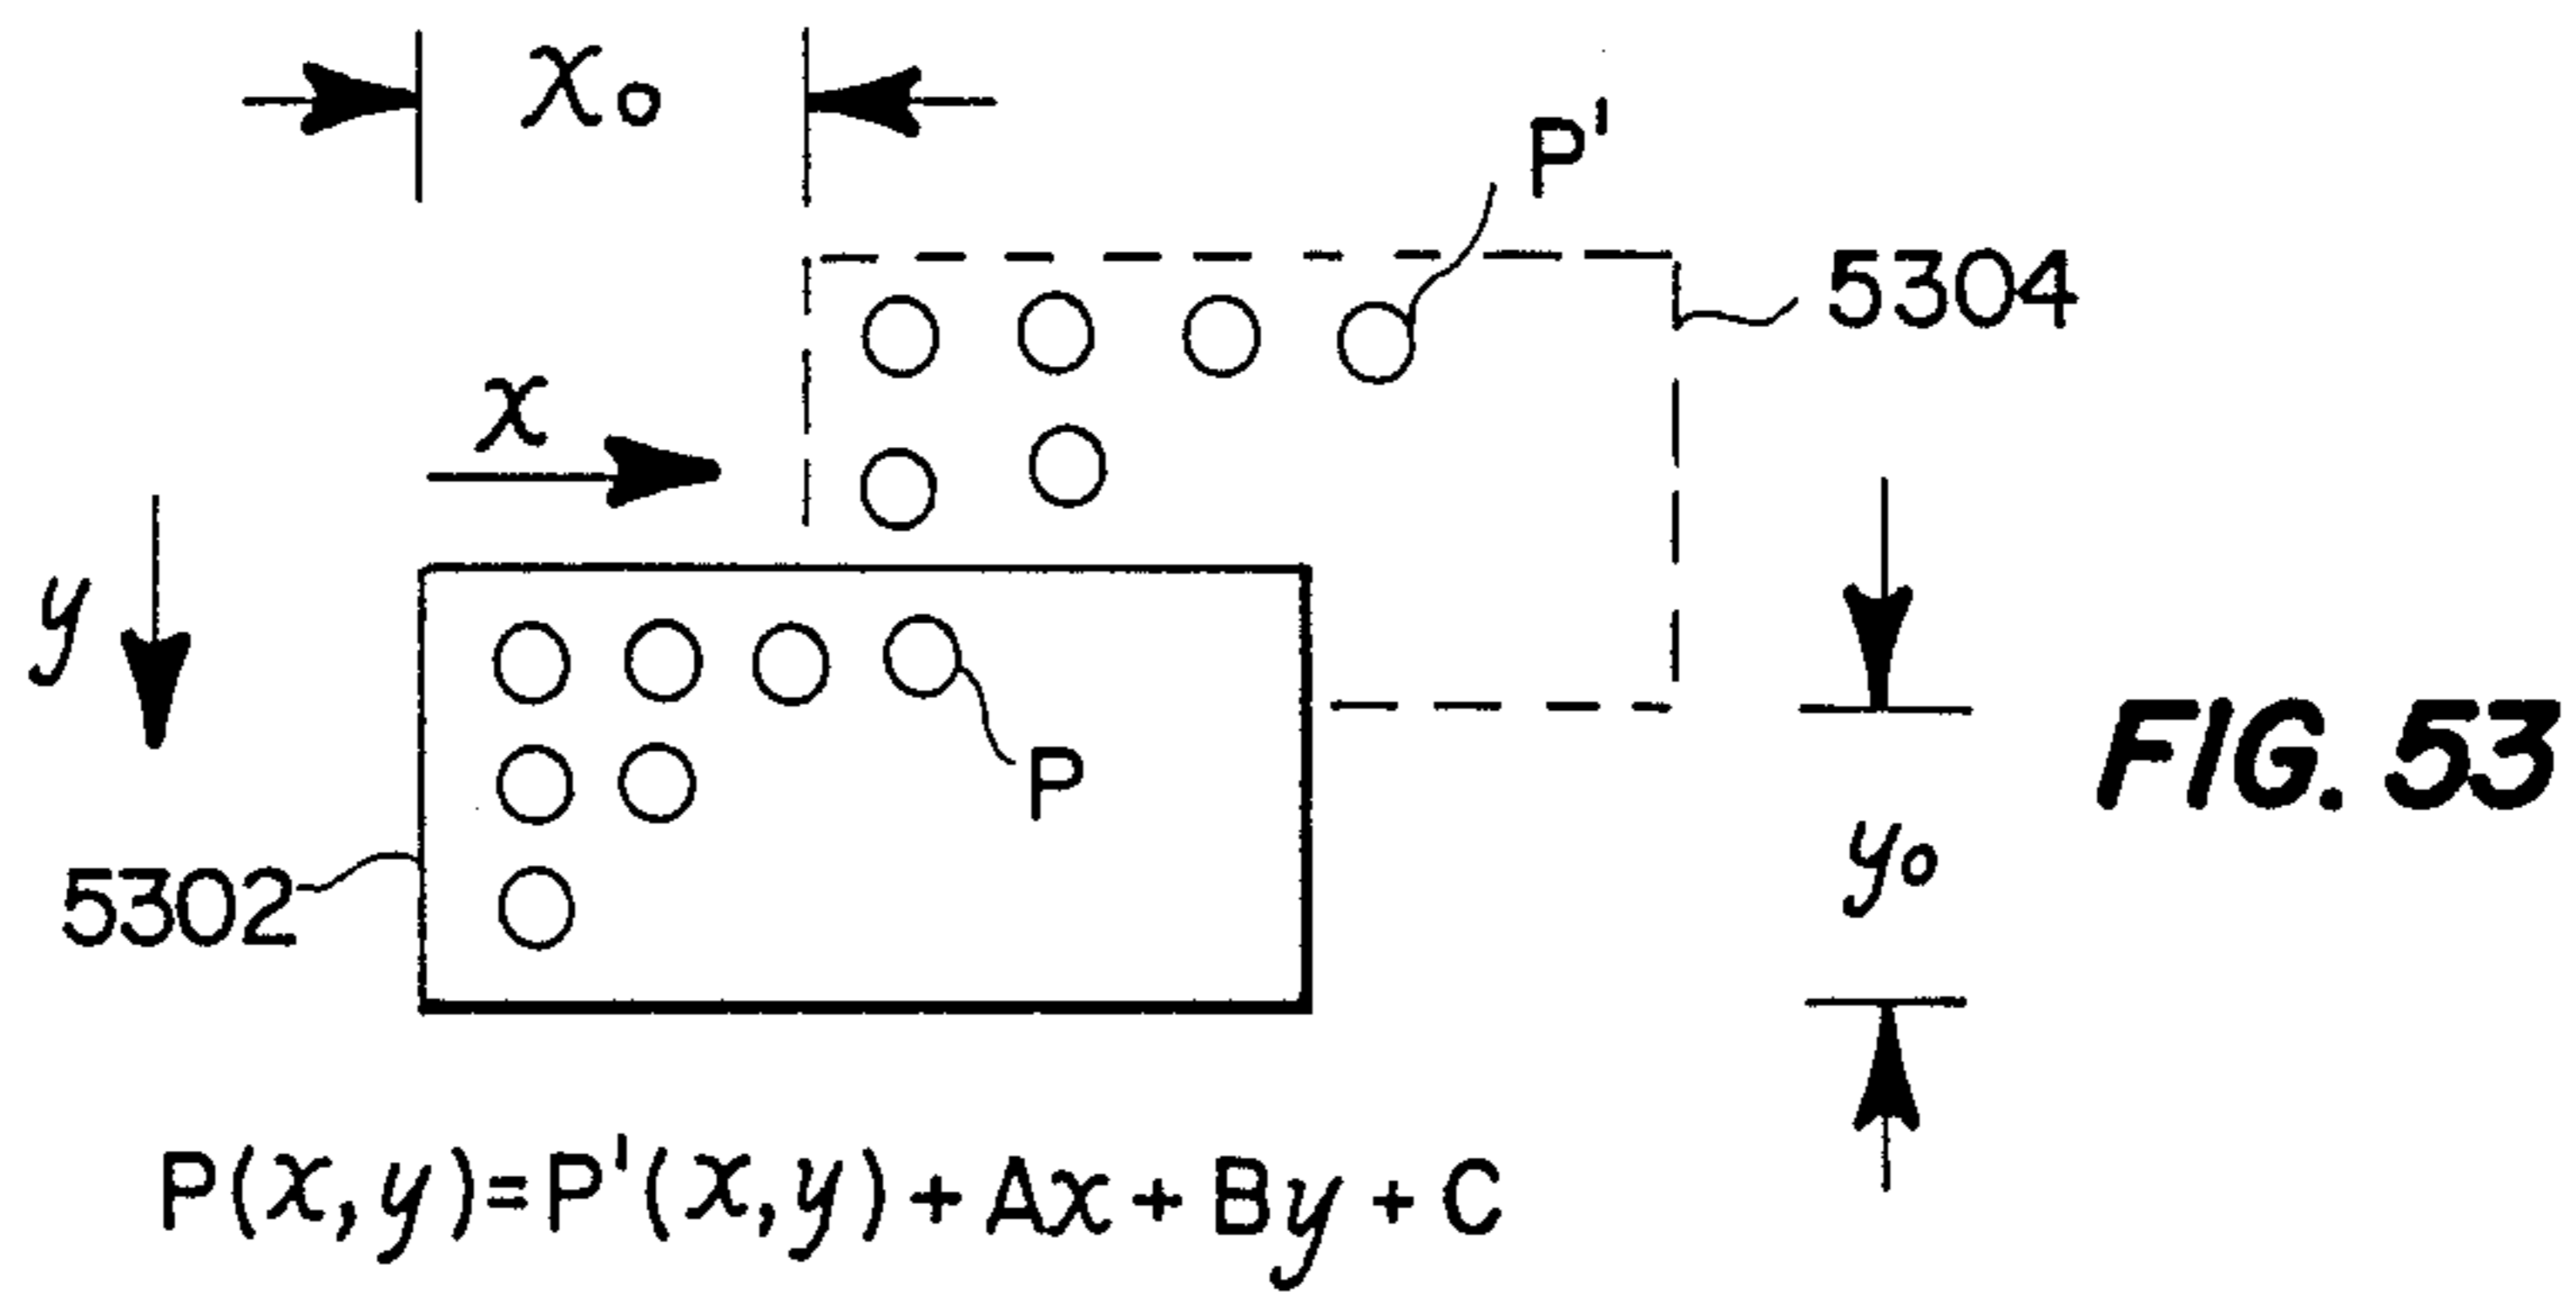 x₀
P'
5304
x
y
P
5302
y₀
FIG. 53
P(x,y)=P'(x,y)+Ax+By+C